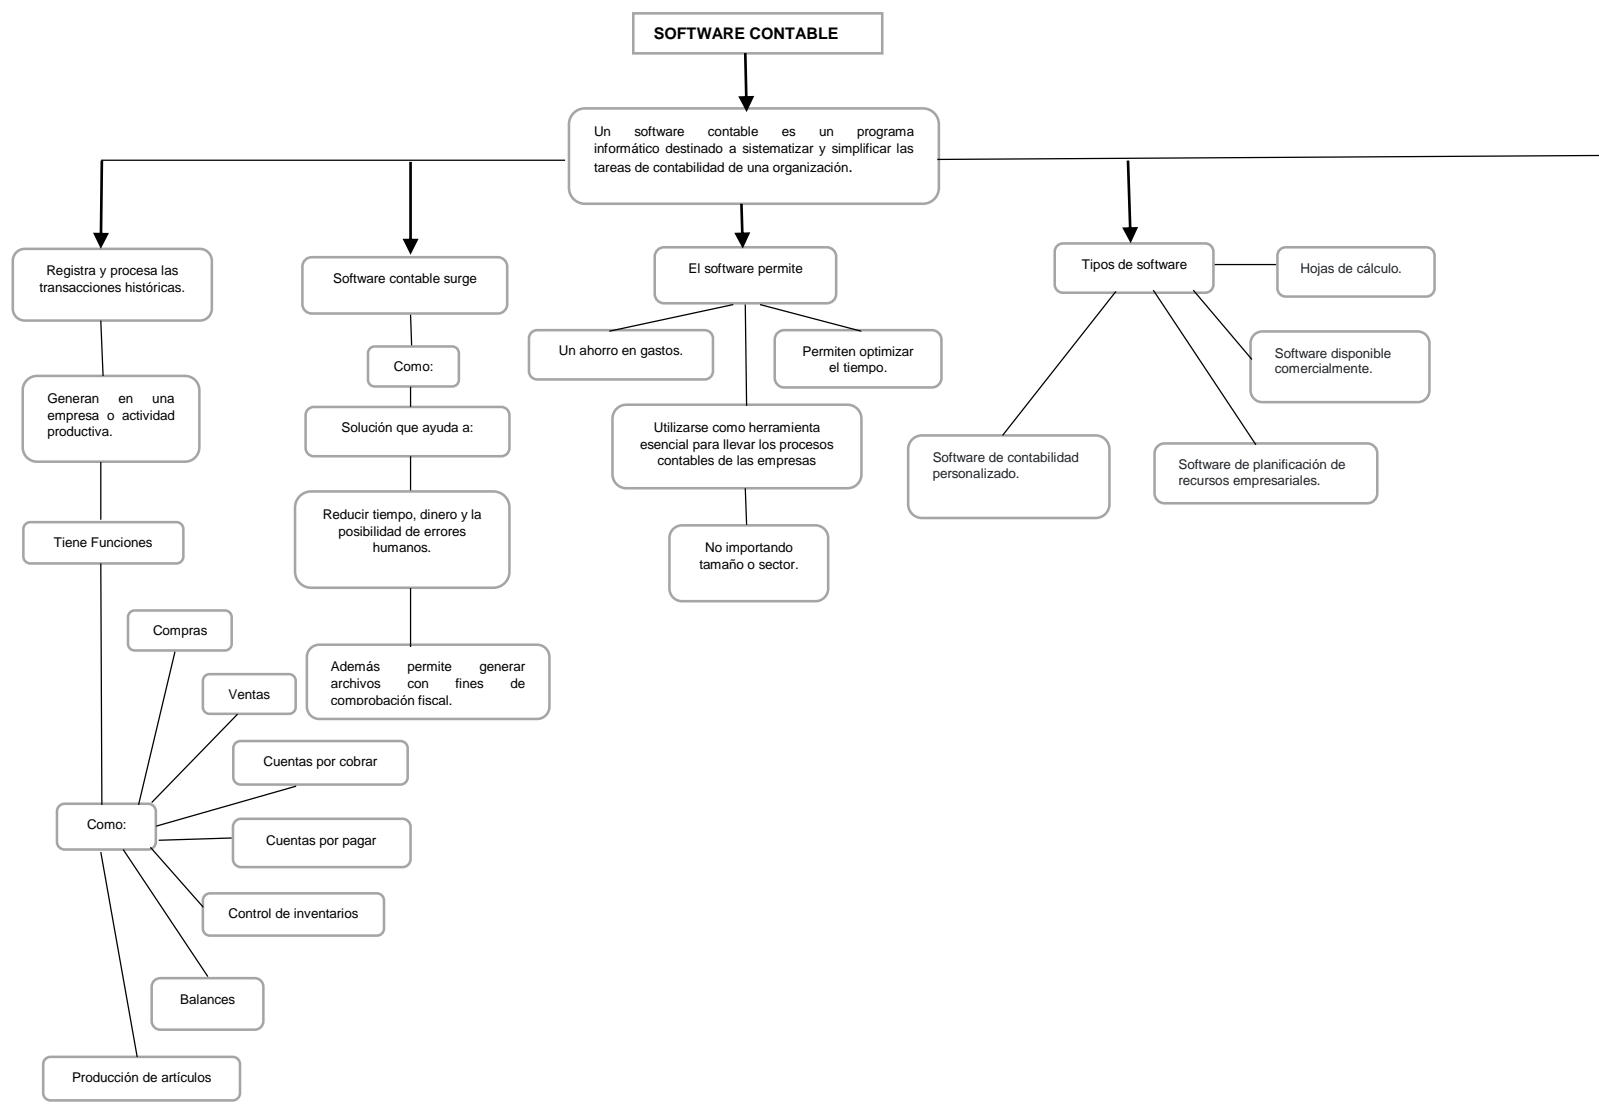 SOFTWARE CONTABLE
Un software contable es un programa
informático destinado a sistematizar y simplificar las
tareas de contabilidad de una organización.
Registra y procesa las
transacciones históricas.
Generan en una
empresa o actividad
productiva.
Tiene Funciones
Como:
Compras
Ventas
Cuentas por cobrar
Cuentas por pagar
Control de inventarios
Balances
Producción de artículos
Software contable surge
Como:
Solución que ayuda a:
Reducir tiempo, dinero y la
posibilidad de errores
humanos.
Además permite generar
archivos con fines de
comprobación fiscal.
El software permite
Un ahorro en gastos.
Permiten optimizar
el tiempo.
Utilizarse como herramienta
esencial para llevar los procesos
contables de las empresas
No importando
tamaño o sector.
Tipos de software
Hojas de cálculo.
Software disponible
comercialmente.
Software de planificación de
recursos empresariales.
Software de contabilidad
personalizado.